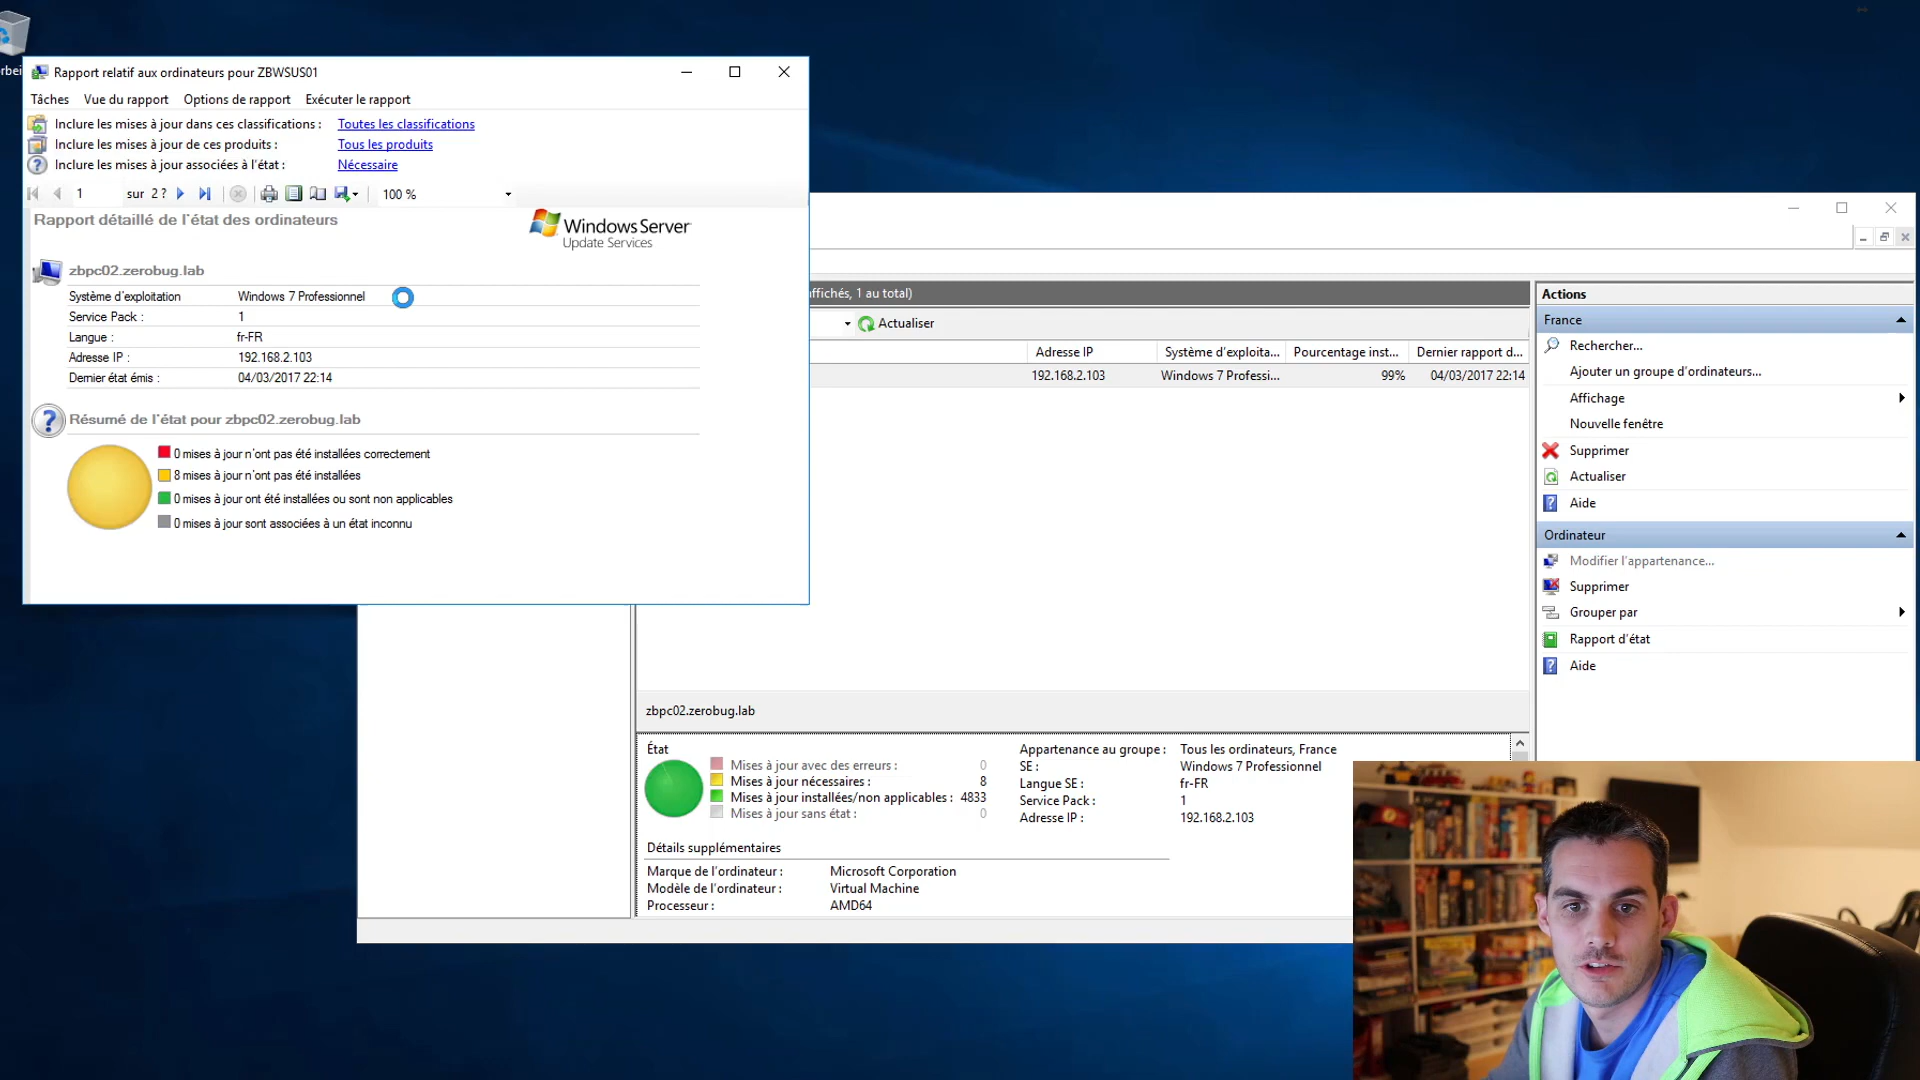 rbei
Rapport relatif aux ordinateurs pour ZBWSUS01
Tâches Vue du rapport Options de rapport Exécuter le rapport
Inclure les mises à jour dans ces classifications : Toutes les classifications
Inclure les mises à jour de ces produits : Tous les produits
Inclure les mises à jour associées à l'état : Nécessaire
1 sur 2 ? 100 %
Rapport détaillé de l'état des ordinateurs
Windows Server
Update Services
zbpc02.zerobug.lab
Système d'exploitation Windows 7 Professionnel
Service Pack : 1
Langue : fr-FR
Adresse IP : 192.168.2.103
Dernier état émis : 04/03/2017 22:14
Résumé de l'état pour zbpc02.zerobug.lab
0 mises à jour n'ont pas été installées correctement
8 mises à jour n'ont pas été installées
0 mises à jour ont été installées ou sont non applicables
0 mises à jour sont associées à un état inconnu
ffichés, 1 au total)
Actualiser
Adresse IP Système d'exploita... Pourcentage inst... Dernier rapport d...
192.168.2.103 Windows 7 Professi... 99% 04/03/2017 22:14
zbpc02.zerobug.lab
État
Mises à jour avec des erreurs : 0
Mises à jour nécessaires : 8
Mises à jour installées/non applicables : 4833
Mises à jour sans état : 0
Appartenance au groupe : Tous les ordinateurs, France
SE : Windows 7 Professionnel
Langue SE : fr-FR
Service Pack : 1
Adresse IP : 192.168.2.103
Détails supplémentaires
Marque de l'ordinateur : Microsoft Corporation
Modèle de l'ordinateur : Virtual Machine
Processeur : AMD64
Actions
France
Rechercher...
Ajouter un groupe d'ordinateurs...
Affichage
Nouvelle fenêtre
Supprimer
Actualiser
Aide
Ordinateur
Modifier l'appartenance...
Supprimer
Grouper par
Rapport d'état
Aide